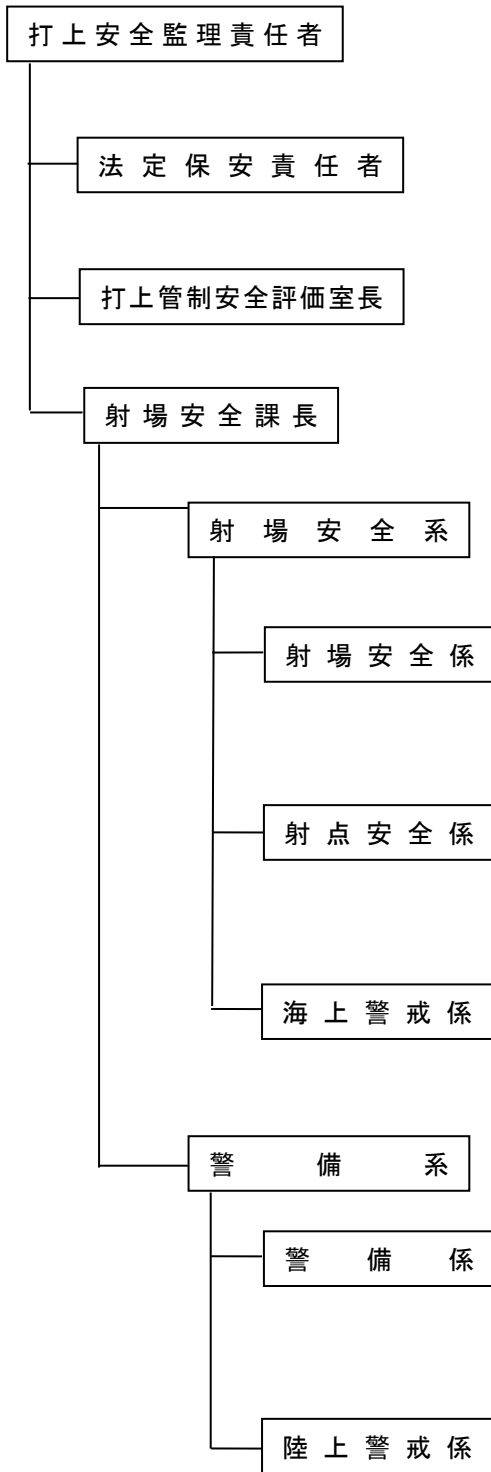 打上安全監理責任者
法定保安責任者
打上管制安全評価室長
射場安全課長
射場安全系
射場安全係
射点安全係
海上警戒係
警備系
警備係
陸上警戒係